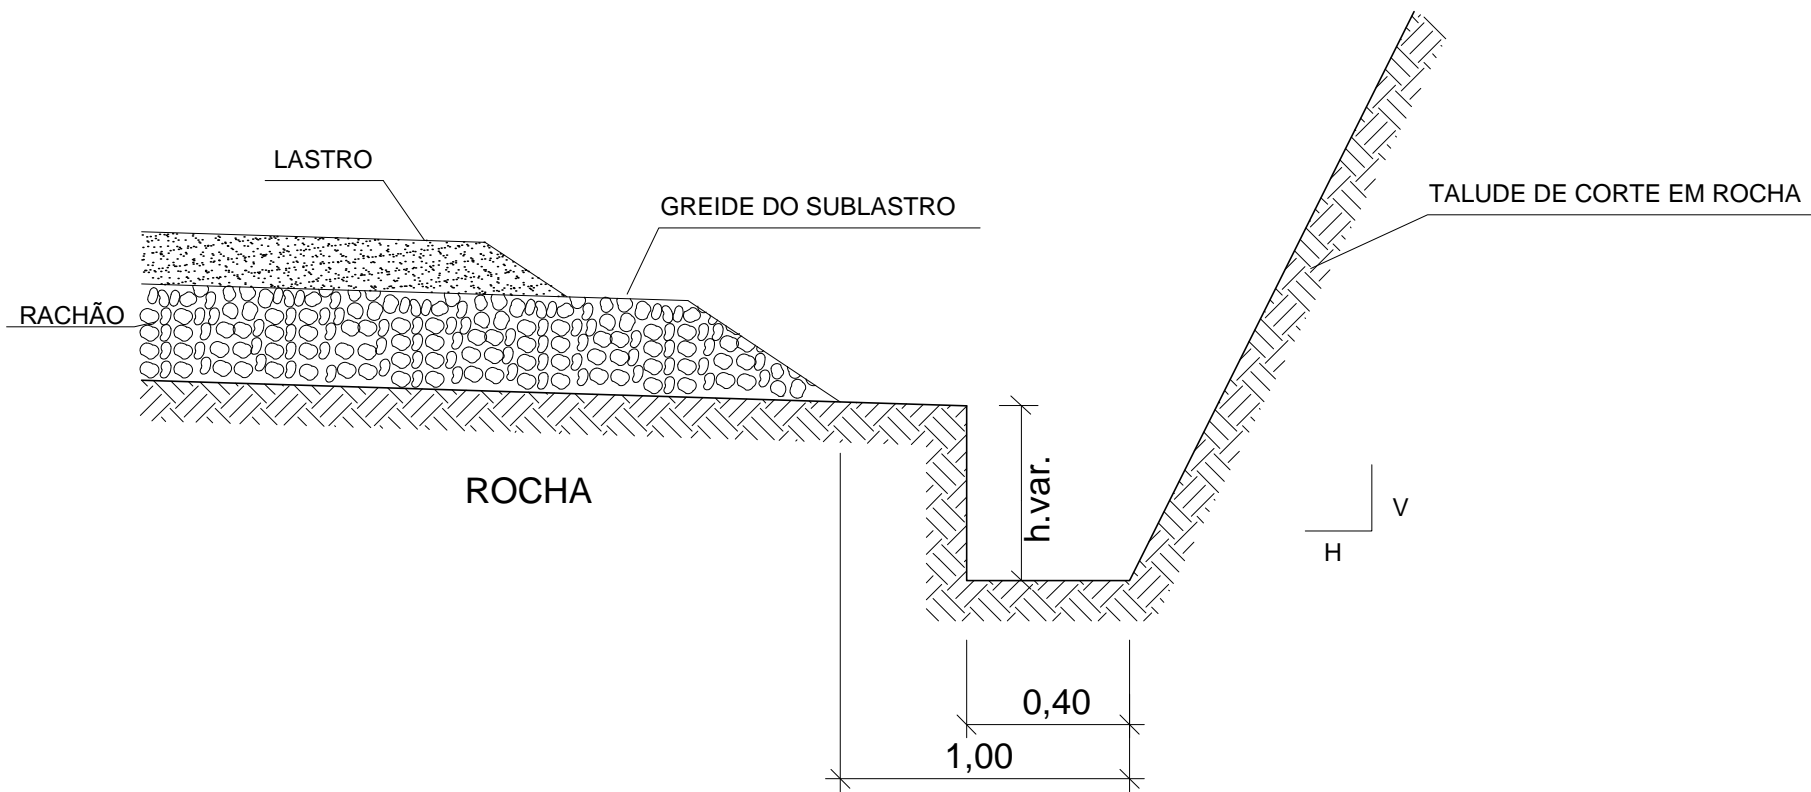 LASTRO
GREIDE DO SUBLASTRO
TALUDE DE CORTE EM ROCHA
RACHÃO
ROCHA
h.var.
V
H
0,40
1,00